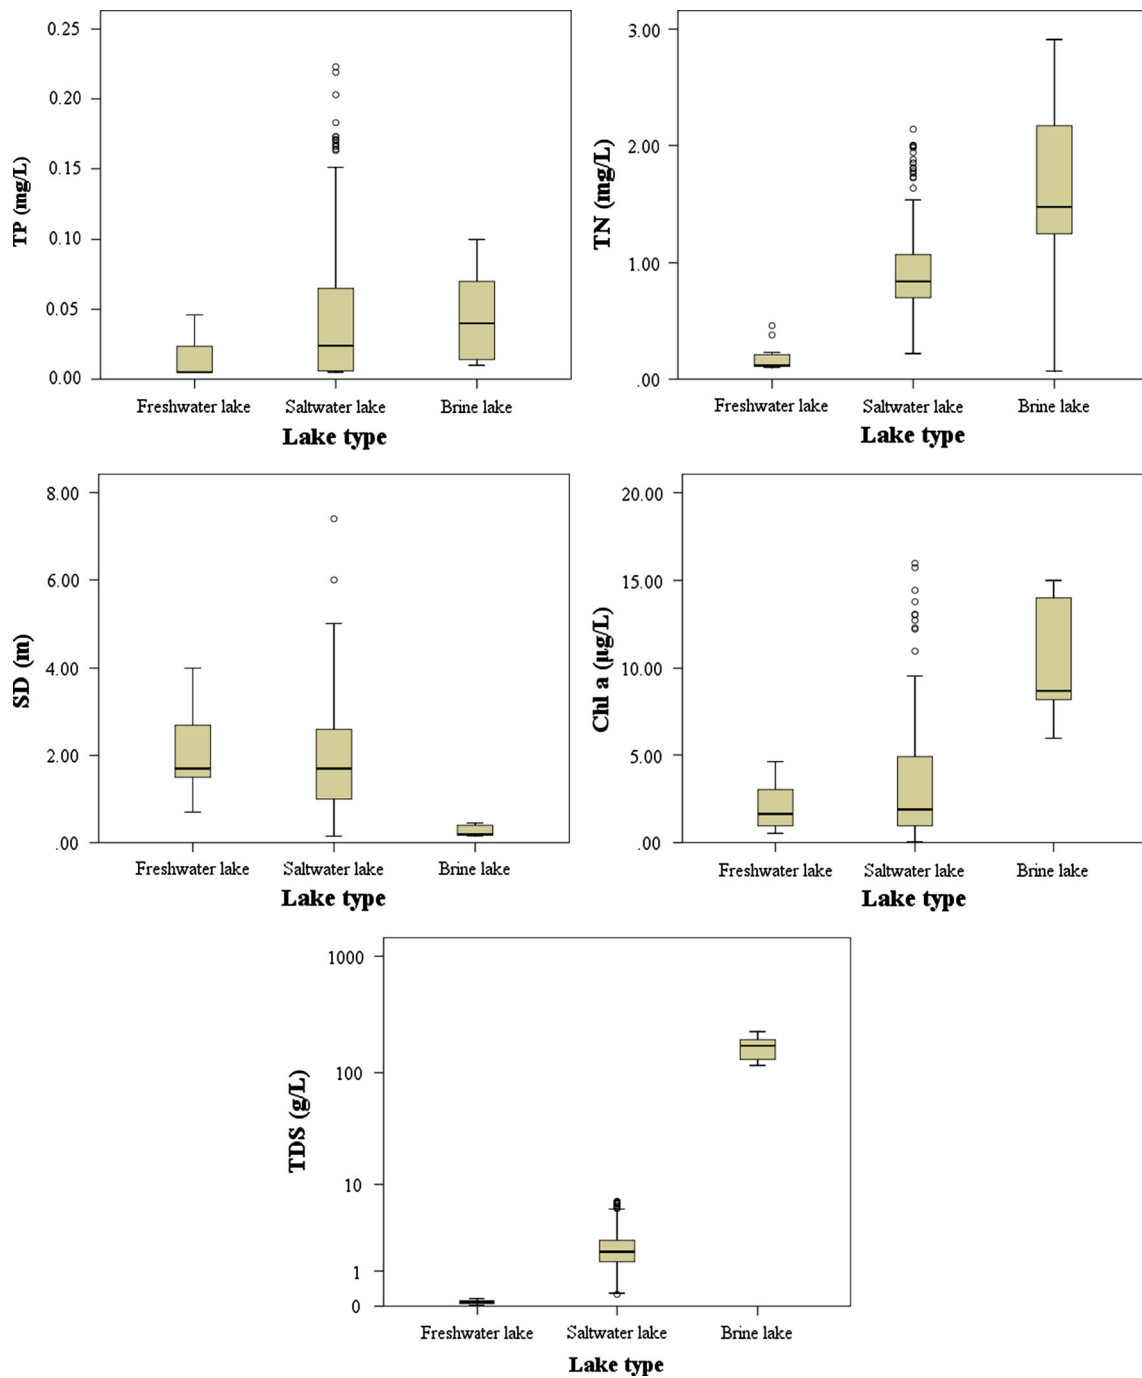 0.25
0.20
0.15
0.10
0.05
0.00
TP (mg/L)
Freshwater lake Saltwater lake Brine lake
Lake type
3.00
2.00
1.00
.00
TN (mg/L)
Freshwater lake Saltwater lake Brine lake
Lake type
8.00
6.00
4.00
2.00
.00
SD (m)
Freshwater lake Saltwater lake Brine lake
Lake type
20.00
15.00
10.00
5.00
.00
Chl a (µg/L)
Freshwater lake Saltwater lake Brine lake
Lake type
1000
100
10
1
0
TDS (g/L)
Freshwater lake Saltwater lake Brine lake
Lake type